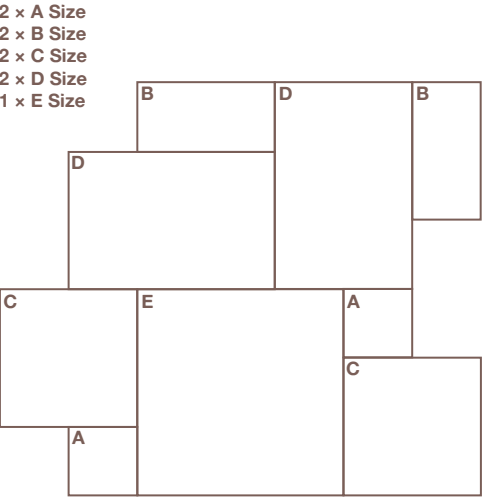 2 × A Size
2 × B Size
2 × C Size
2 × D Size
1 × E Size
B
D
B
D
C
E
A
C
A